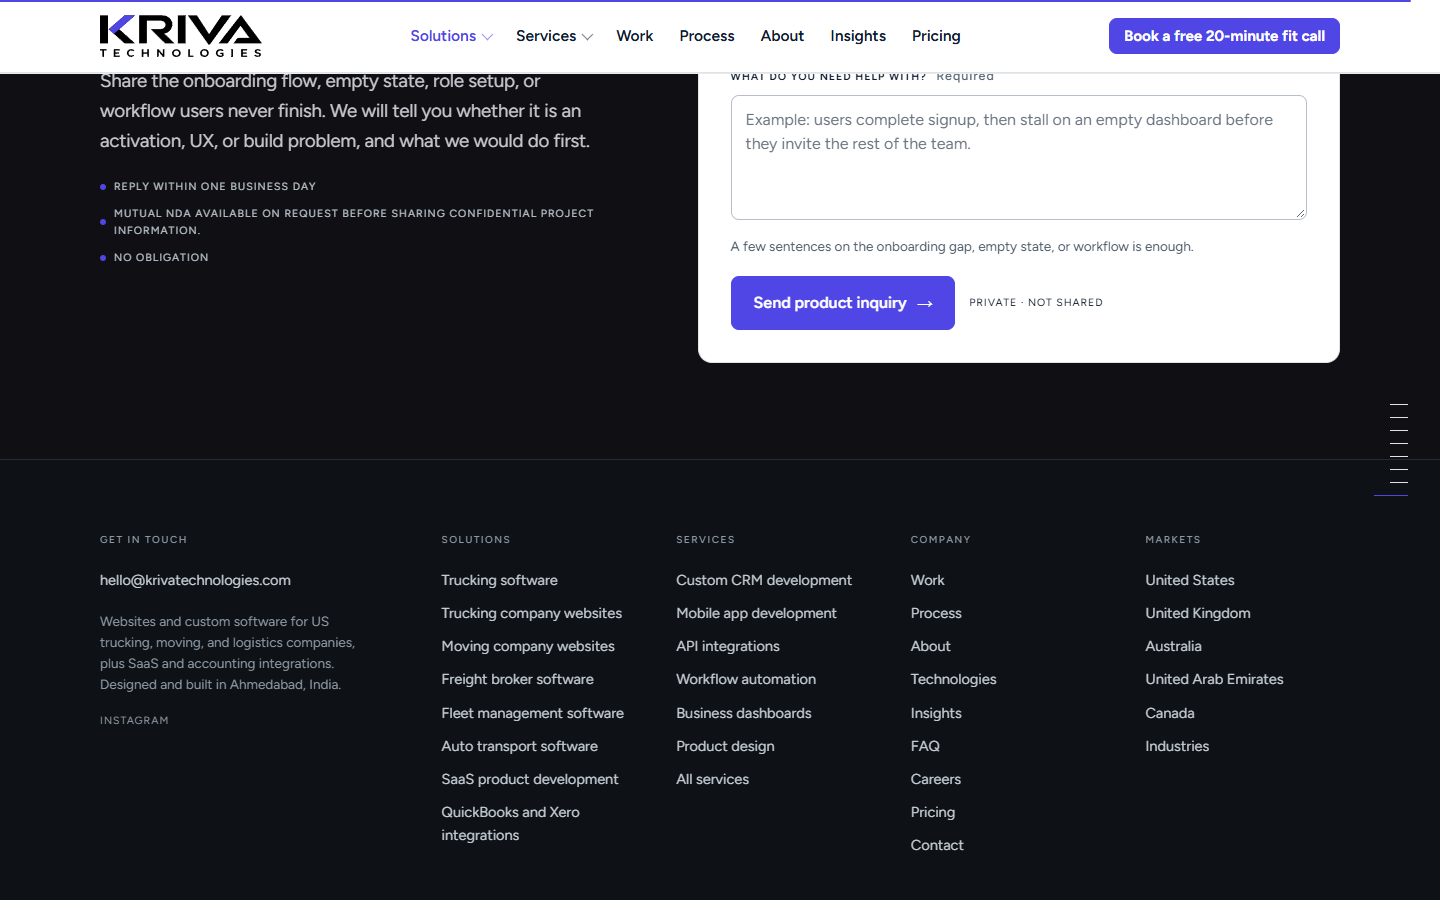 KRIVA
TECHNOLOGIES
Solutions
Services
Work
Process
About
Insights
Pricing
Book a free 20-minute fit call
Share the onboarding flow, empty state, role setup, or
workflow users never finish. We will tell you whether it is an
activation, UX, or build problem, and what we would do first.
REPLY WITHIN ONE BUSINESS DAY
MUTUAL NDA AVAILABLE ON REQUEST BEFORE SHARING CONFIDENTIAL PROJECT
INFORMATION.
NO OBLIGATION
WHAT DO YOU NEED HELP WITH? Required
Example: users complete signup, then stall on an empty dashboard before
they invite the rest of the team.
A few sentences on the onboarding gap, empty state, or workflow is enough.
Send product inquiry →
PRIVATE · NOT SHARED
GET IN TOUCH
hello@krivatechnologies.com
Websites and custom software for US
trucking, moving, and logistics companies,
plus SaaS and accounting integrations.
Designed and built in Ahmedabad, India.
INSTAGRAM
SOLUTIONS
Trucking software
Trucking company websites
Moving company websites
Freight broker software
Fleet management software
Auto transport software
SaaS product development
QuickBooks and Xero
integrations
SERVICES
Custom CRM development
Mobile app development
API integrations
Workflow automation
Business dashboards
Product design
All services
COMPANY
Work
Process
About
Technologies
Insights
FAQ
Careers
Pricing
Contact
MARKETS
United States
United Kingdom
Australia
United Arab Emirates
Canada
Industries